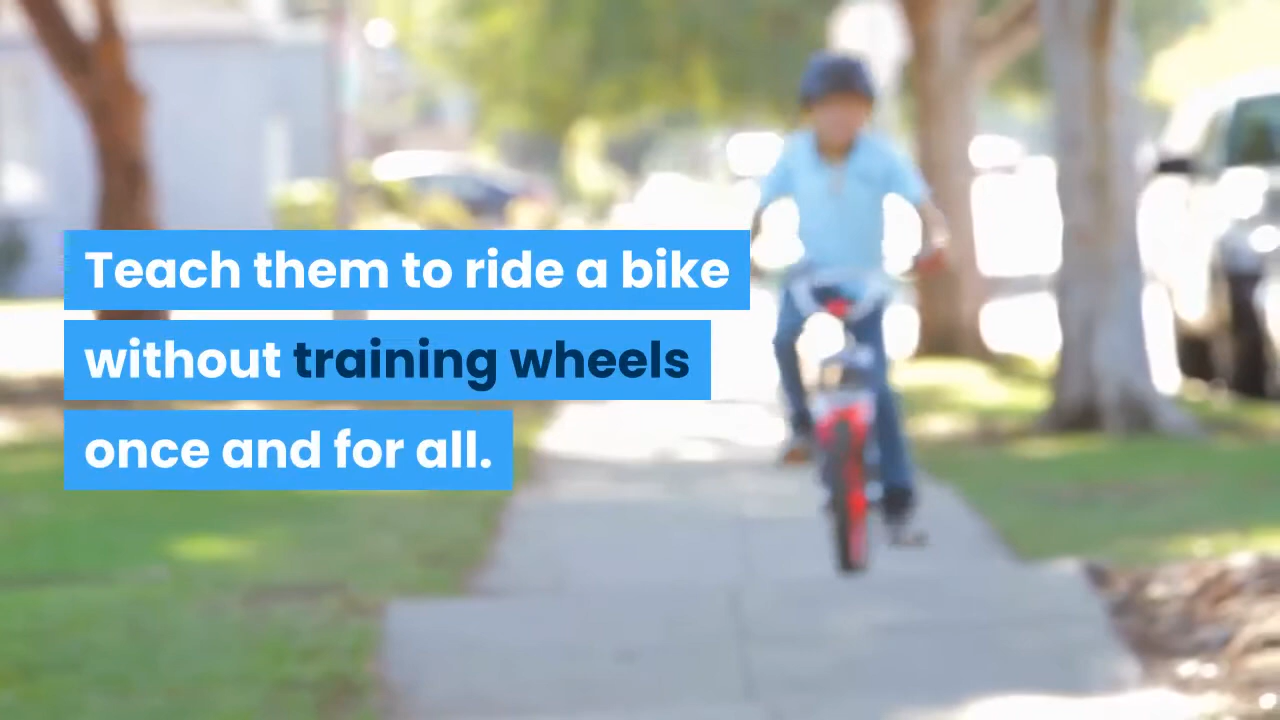 Teach them to ride a bike
without training wheels
once and for all.